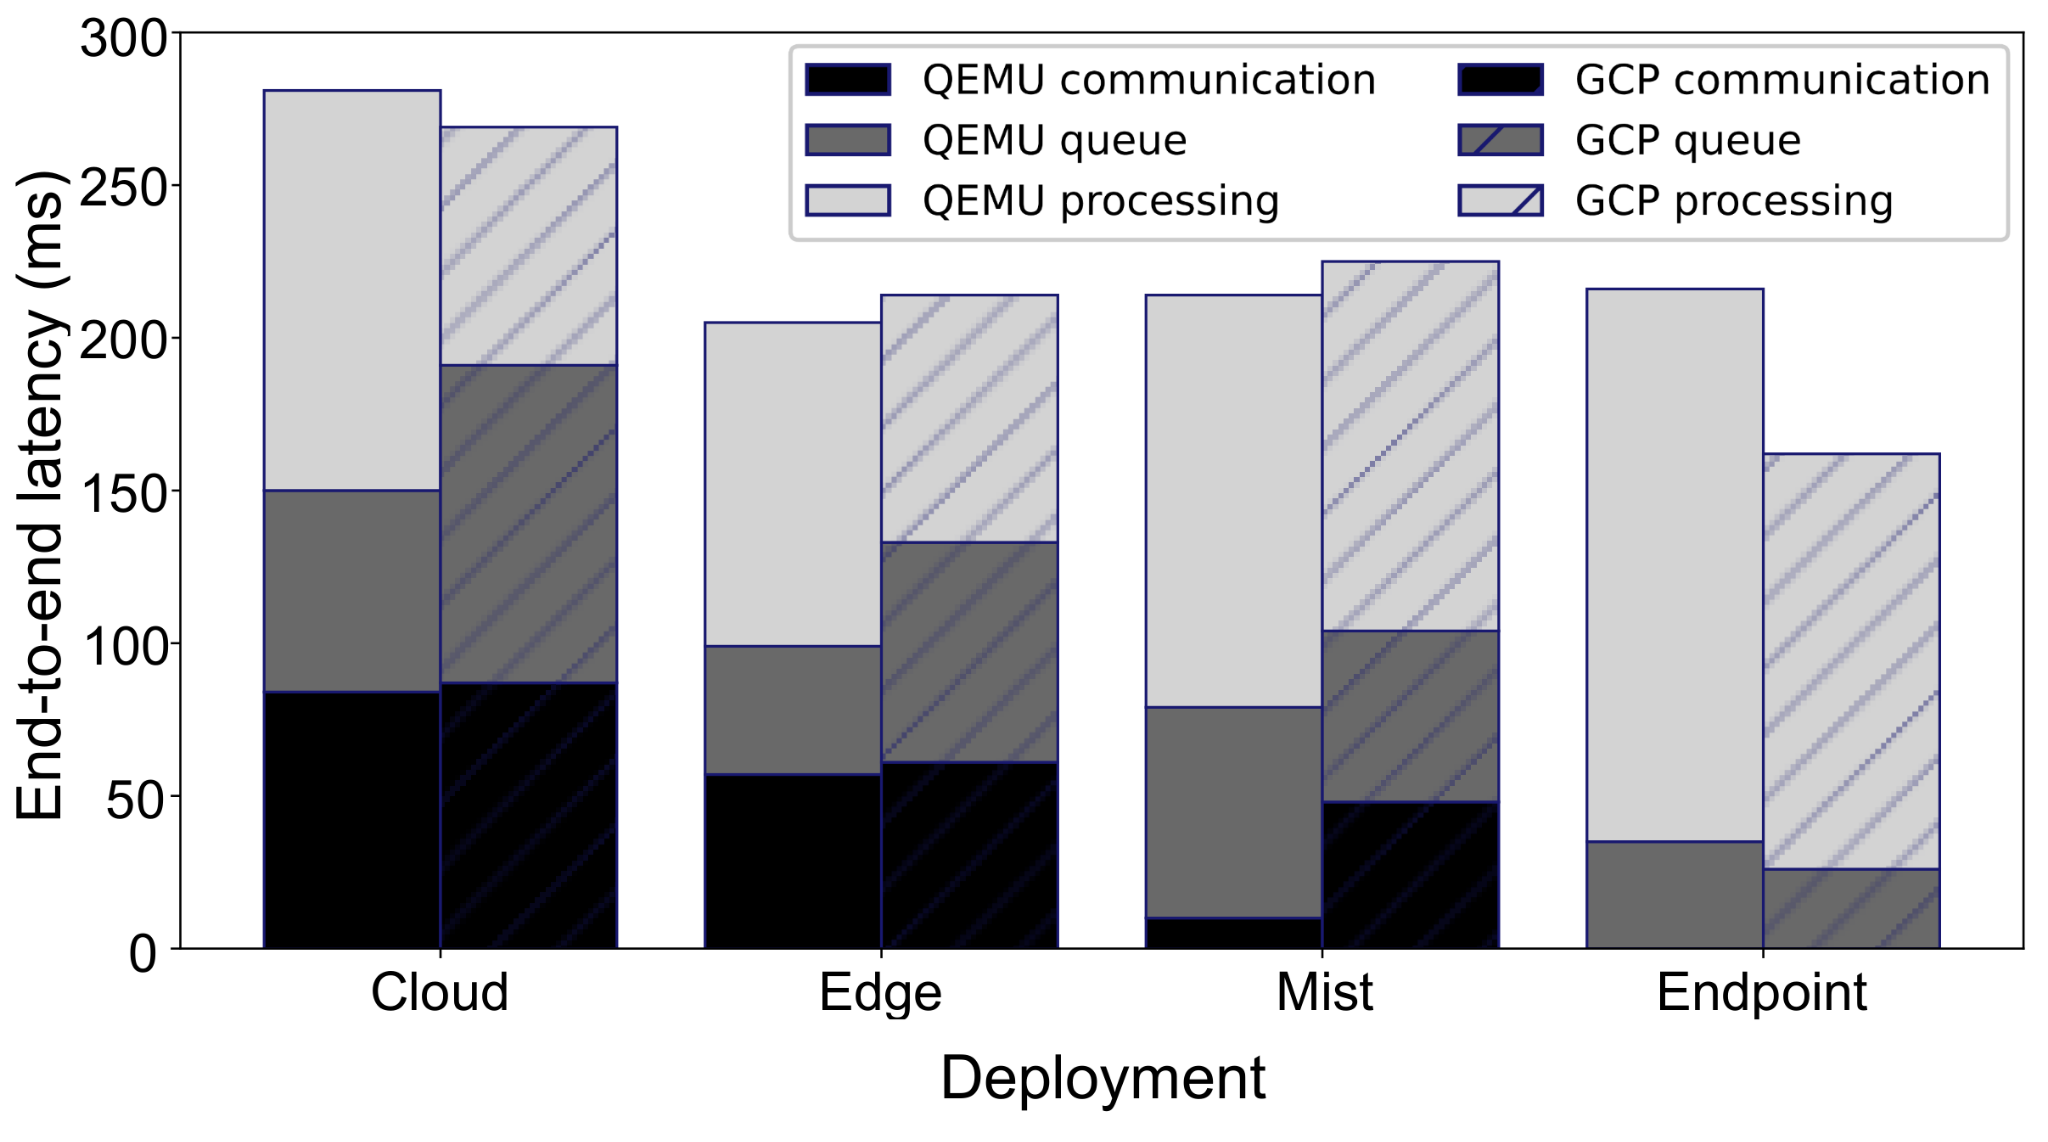 End-to-end latency (ms)
300
250
200
150
100
50
0
QEMU communication
QEMU queue
QEMU processing
GCP communication
GCP queue
GCP processing
Cloud
Edge
Mist
Endpoint
Deployment